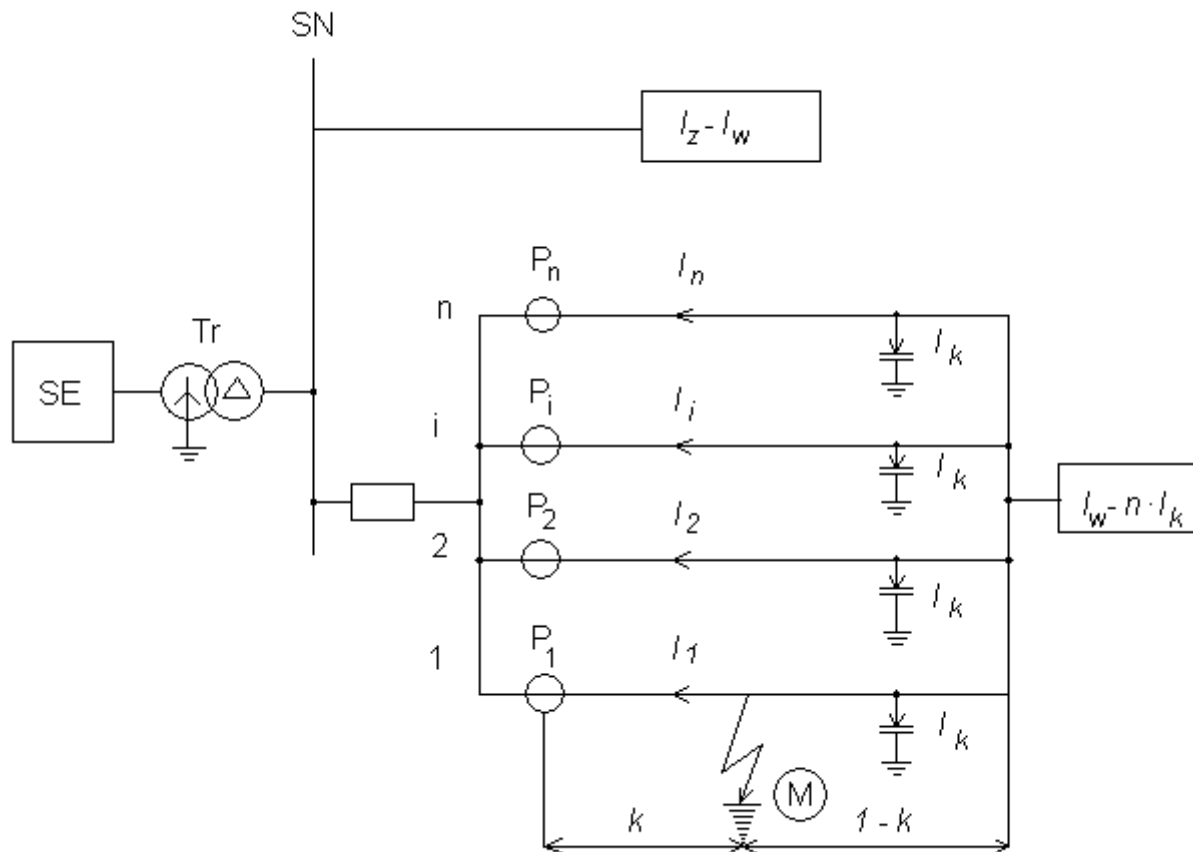 SN
I_z - I_w
P_n
I_n
n
I_k
Tr
SE
P_i
I_i
i
I_k
P_2
I_2
2
I_k
I_w - n · I_k
P_1
I_1
1
I_k
M
k
1 - k